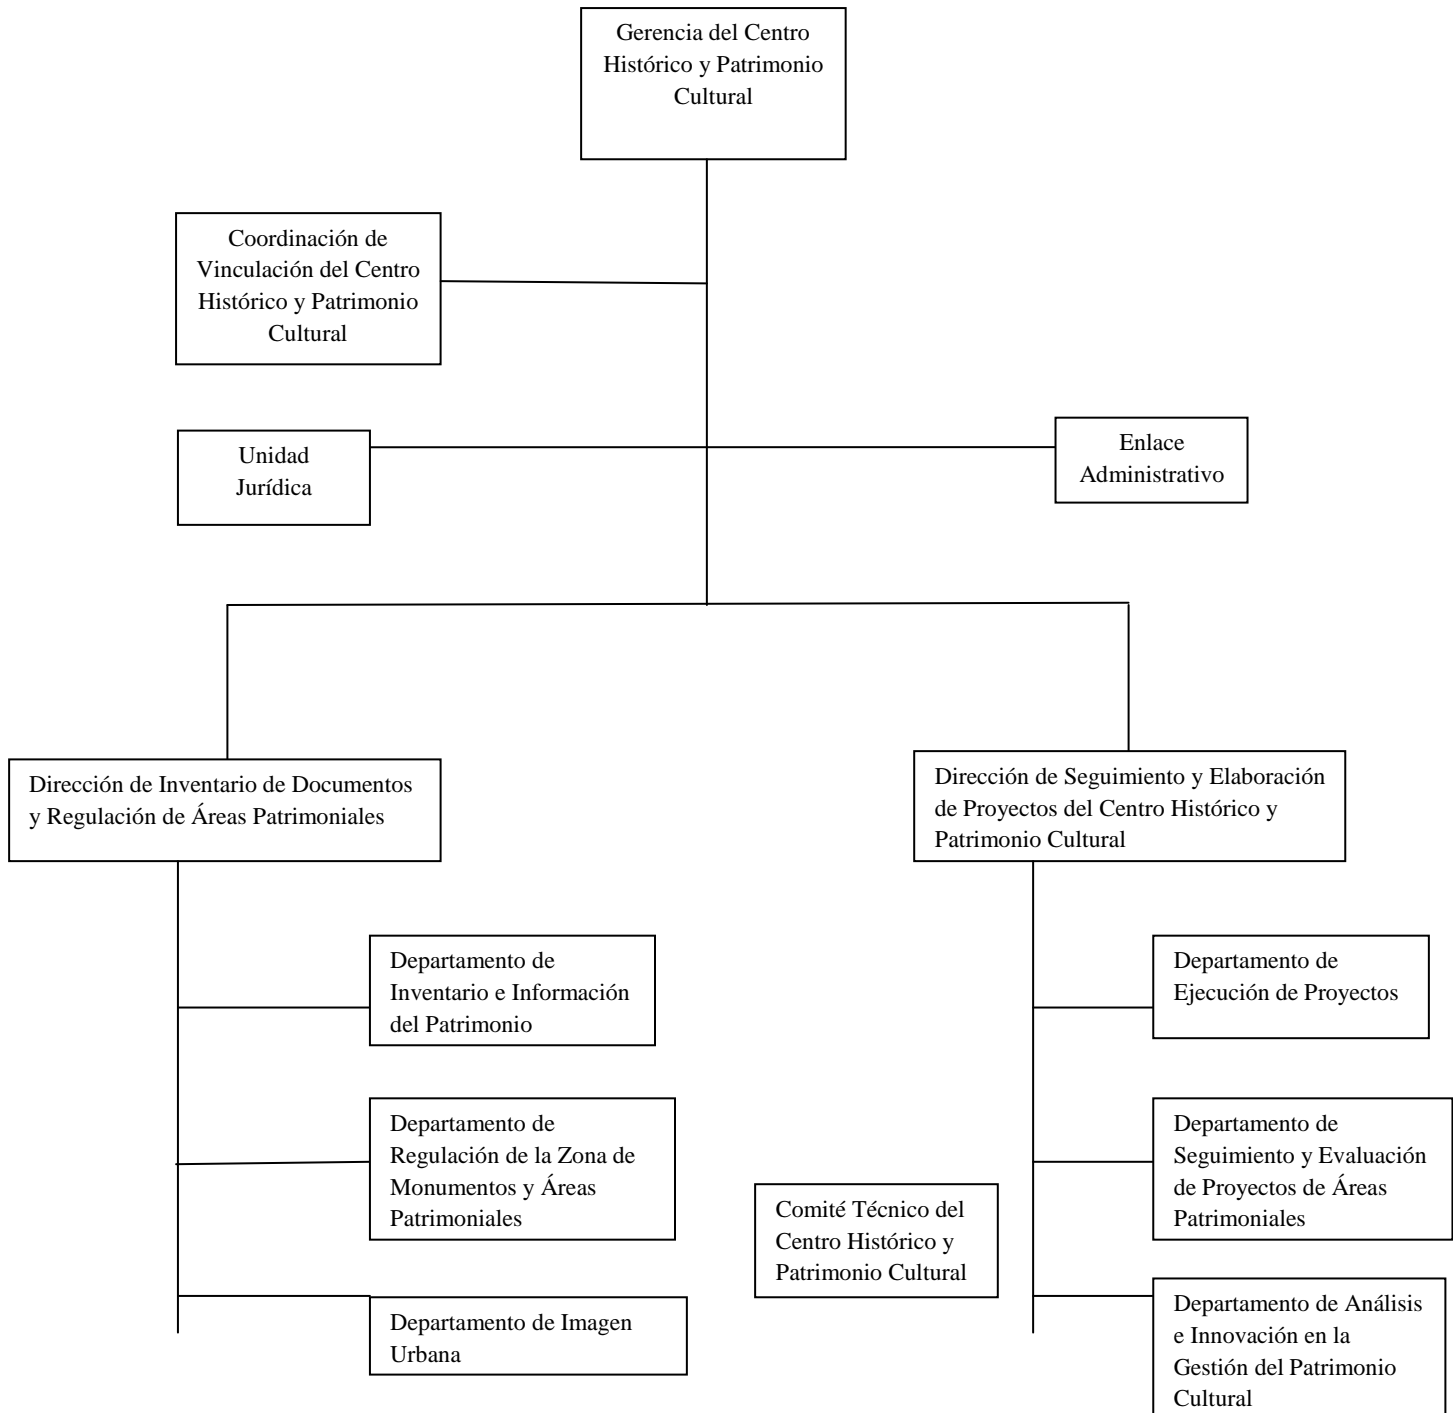 Gerencia del Centro
Histórico y Patrimonio
Cultural
Coordinación de
Vinculación del Centro
Histórico y Patrimonio
Cultural
Unidad
Jurídica
Enlace
Administrativo
Dirección de Inventario de Documentos
y Regulación de Áreas Patrimoniales
Dirección de Seguimiento y Elaboración
de Proyectos del Centro Histórico y
Patrimonio Cultural
Departamento de
Inventario e Información
del Patrimonio
Departamento de
Ejecución de Proyectos
Departamento de
Regulación de la Zona de
Monumentos y Áreas
Patrimoniales
Departamento de
Seguimiento y Evaluación
de Proyectos de Áreas
Patrimoniales
Comité Técnico del
Centro Histórico y
Patrimonio Cultural
Departamento de Imagen
Urbana
Departamento de Análisis
e Innovación en la
Gestión del Patrimonio
Cultural